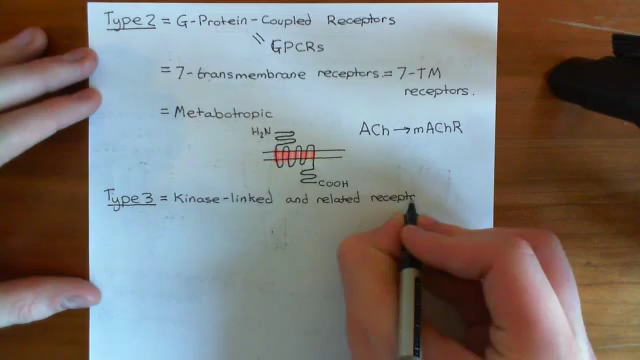 Type 2 = G-Protein-Coupled Receptors
GPCRs
= 7-transmembrane receptors = 7-TM
receptors.
= Metabotropic
H₂N
ACh → mAChR
COOH
Type 3 = Kinase-linked and related recepto